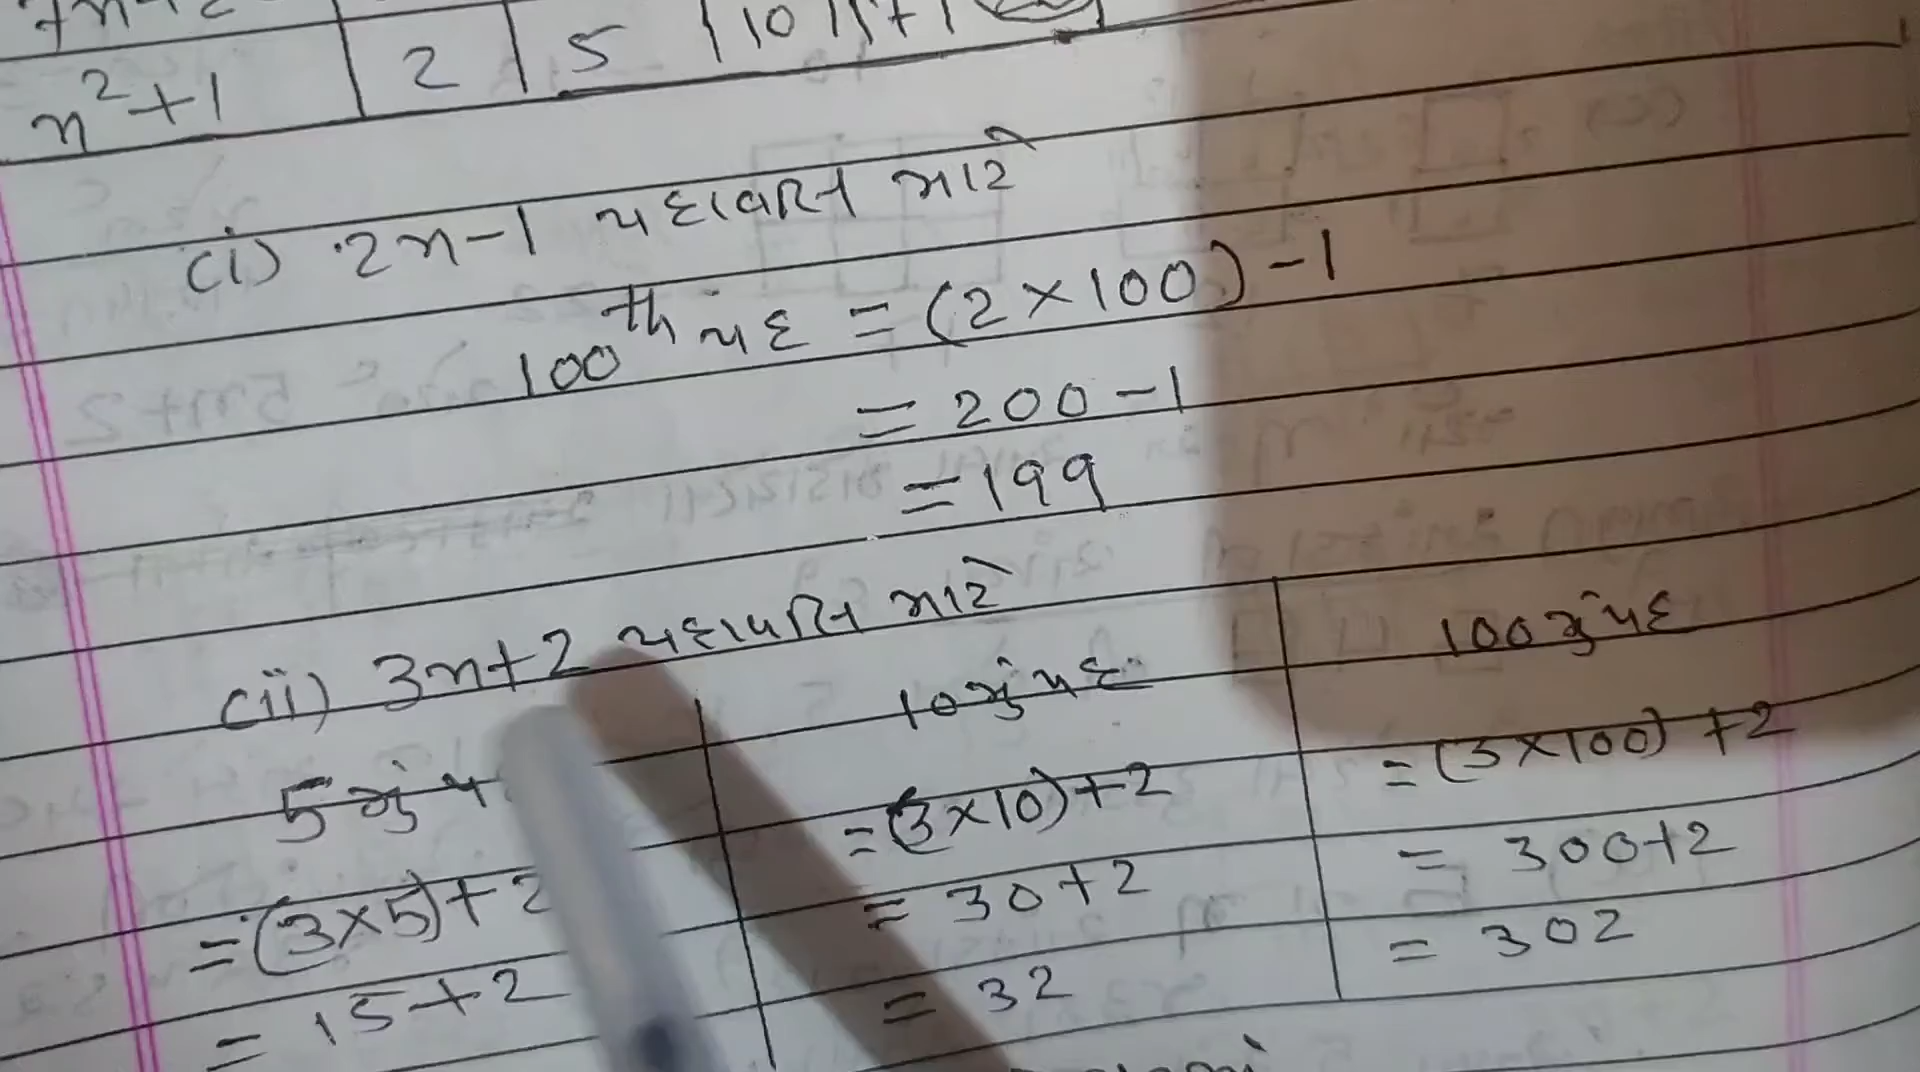 n²+1 | 2 | 5 | 10 | 17 |
(i) 2n-1 પદાવલિ માટે
100th પદ = (2×100)-1
= 200-1
= 199
(ii) 3n+2 પદાવલિ માટે
5 મું પ | 10 મું પદ | 100 મું પદ
= (3×5)+2 | = (3×10)+2 | = (3×100)+2
= 15+2 | = 30+2 | = 300+2
= 32 | = 302